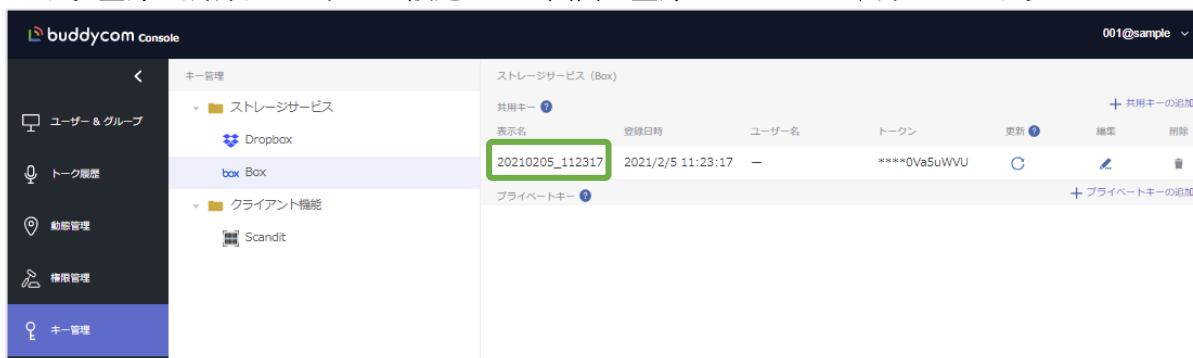 buddycom Console
001@sample
キー管理
ストレージサービス (Box)
ストレージサービス
共用キー ?
+ 共用キーの追加
ユーザー & グループ
Dropbox
表示名 登録日時 ユーザー名 トークン 更新 ? 編集 削除
トーク履歴
box Box
20210205_112317 2021/2/5 11:23:17 — ****0Va5uWVU
プライベートキー ?
+ プライベートキーの追加
クライアント機能
動態管理
Scandit
権限管理
キー管理